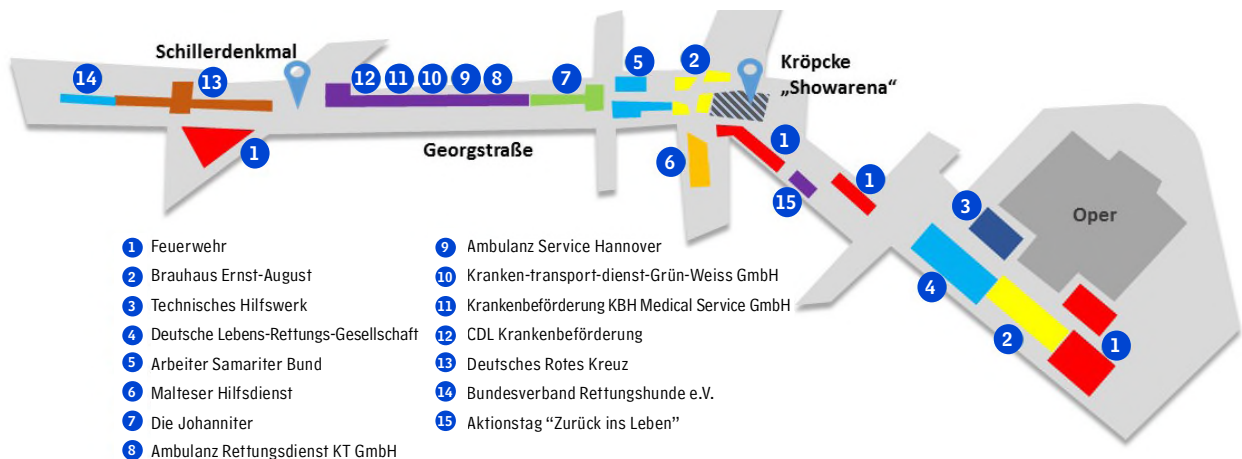 Schillerdenkmal
14
13
12
11
10
9
8
7
5
2
Kröpcke
„Showarena“
1
Georgstraße
6
1
15
1
3
Oper
4
2
1
1 Feuerwehr
2 Brauhaus Ernst-August
3 Technisches Hilfswerk
4 Deutsche Lebens-Rettungs-Gesellschaft
5 Arbeiter Samariter Bund
6 Malteser Hilfsdienst
7 Die Johanniter
8 Ambulanz Rettungsdienst KT GmbH
9 Ambulanz Service Hannover
10 Kranken-transport-dienst-Grün-Weiss GmbH
11 Krankenbeförderung KBH Medical Service GmbH
12 CDL Krankenbeförderung
13 Deutsches Rotes Kreuz
14 Bundesverband Rettungshunde e.V.
15 Aktionstag “Zurück ins Leben”